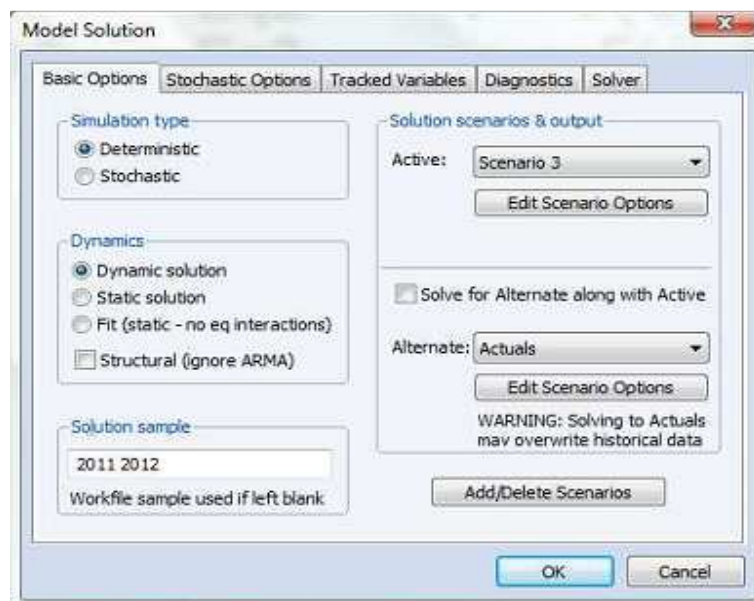 Model Solution
Basic Options
Stochastic Options
Tracked Variables
Diagnostics
Solver
Simulation type
Deterministic
Stochastic
Dynamics
Dynamic solution
Static solution
Fit (static - no eq interactions)
Structural (ignore ARMA)
Solution sample
2011 2012
Workfile sample used if left blank
Solution scenarios & output
Active:
Scenario 3
Edit Scenario Options
Solve for Alternate along with Active
Alternate:
Actuals
Edit Scenario Options
WARNING: Solving to Actuals
may overwrite historical data
Add/Delete Scenarios
OK
Cancel